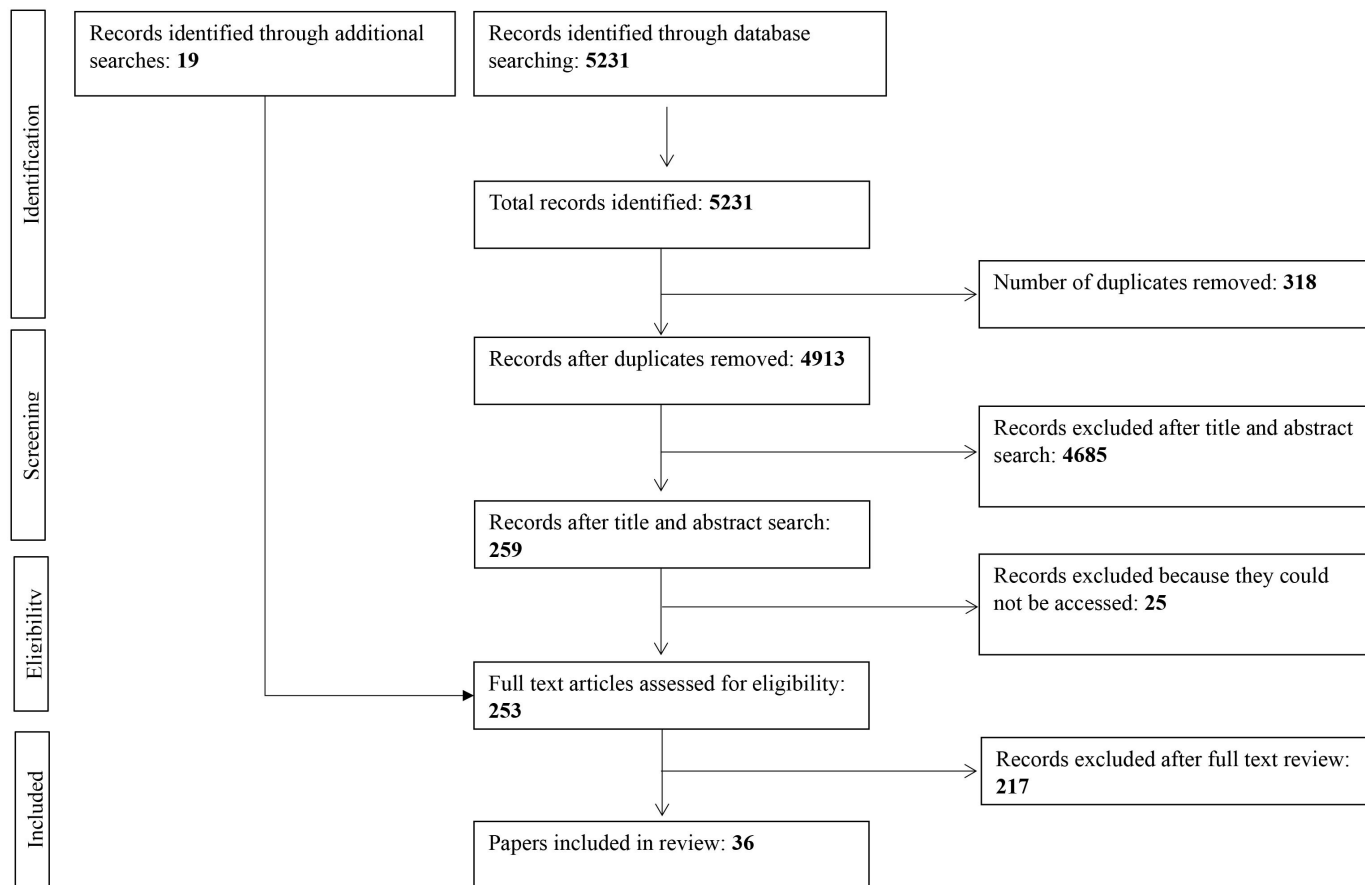 Identification
Records identified through additional
searches: 19
Records identified through database
searching: 5231
Total records identified: 5231
Number of duplicates removed: 318
Screening
Records after duplicates removed: 4913
Records excluded after title and abstract
search: 4685
Records after title and abstract search:
259
Eligibility
Records excluded because they could
not be accessed: 25
Full text articles assessed for eligibility:
253
Included
Records excluded after full text review:
217
Papers included in review: 36